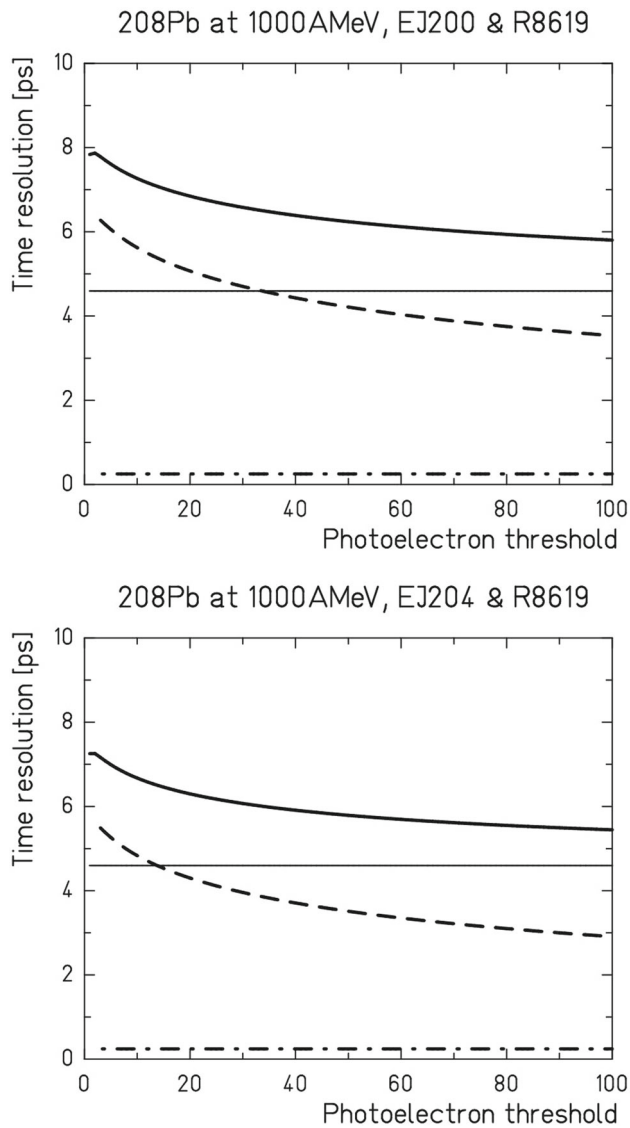 208Pb at 1000AMeV, EJ200 & R8619
Time resolution [ps]
10
8
6
4
2
0
0 20 40 60 80 100
Photoelectron threshold
208Pb at 1000AMeV, EJ204 & R8619
Time resolution [ps]
10
8
6
4
2
0
0 20 40 60 80 100
Photoelectron threshold